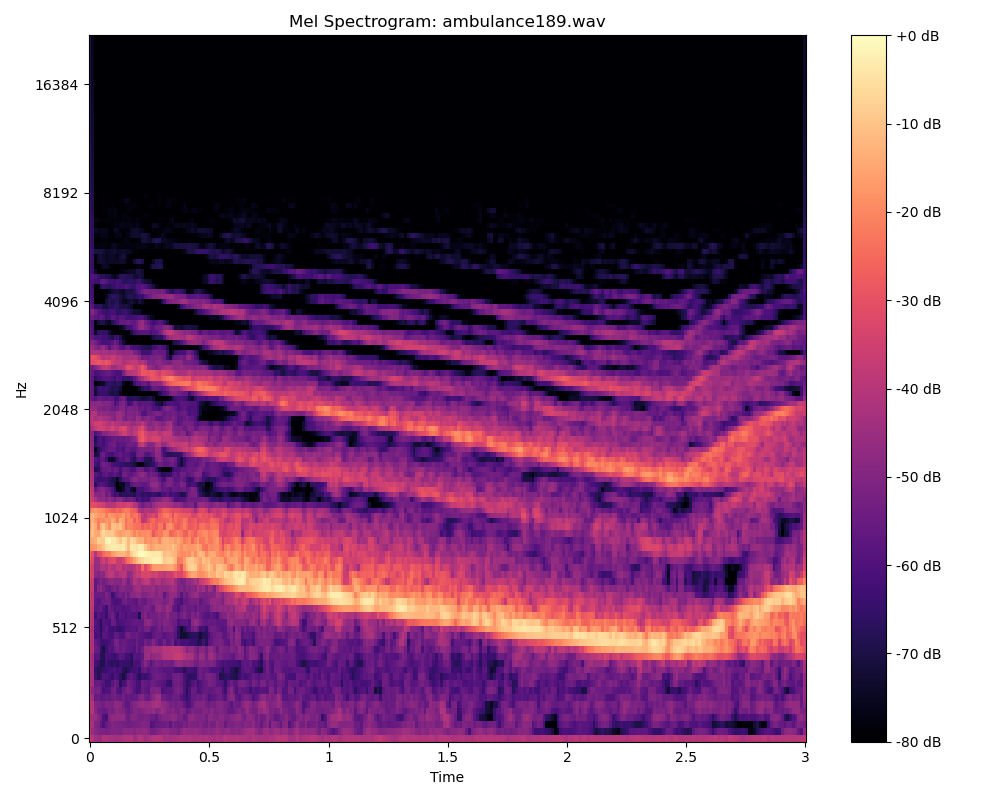 Mel Spectrogram: ambulance189.wav
+0 dB
16384
-10 dB
8192
-20 dB
4096
-30 dB
Hz
2048
-40 dB
-50 dB
1024
-60 dB
512
-70 dB
0
-80 dB
0 0.5 1 1.5 2 2.5 3
Time